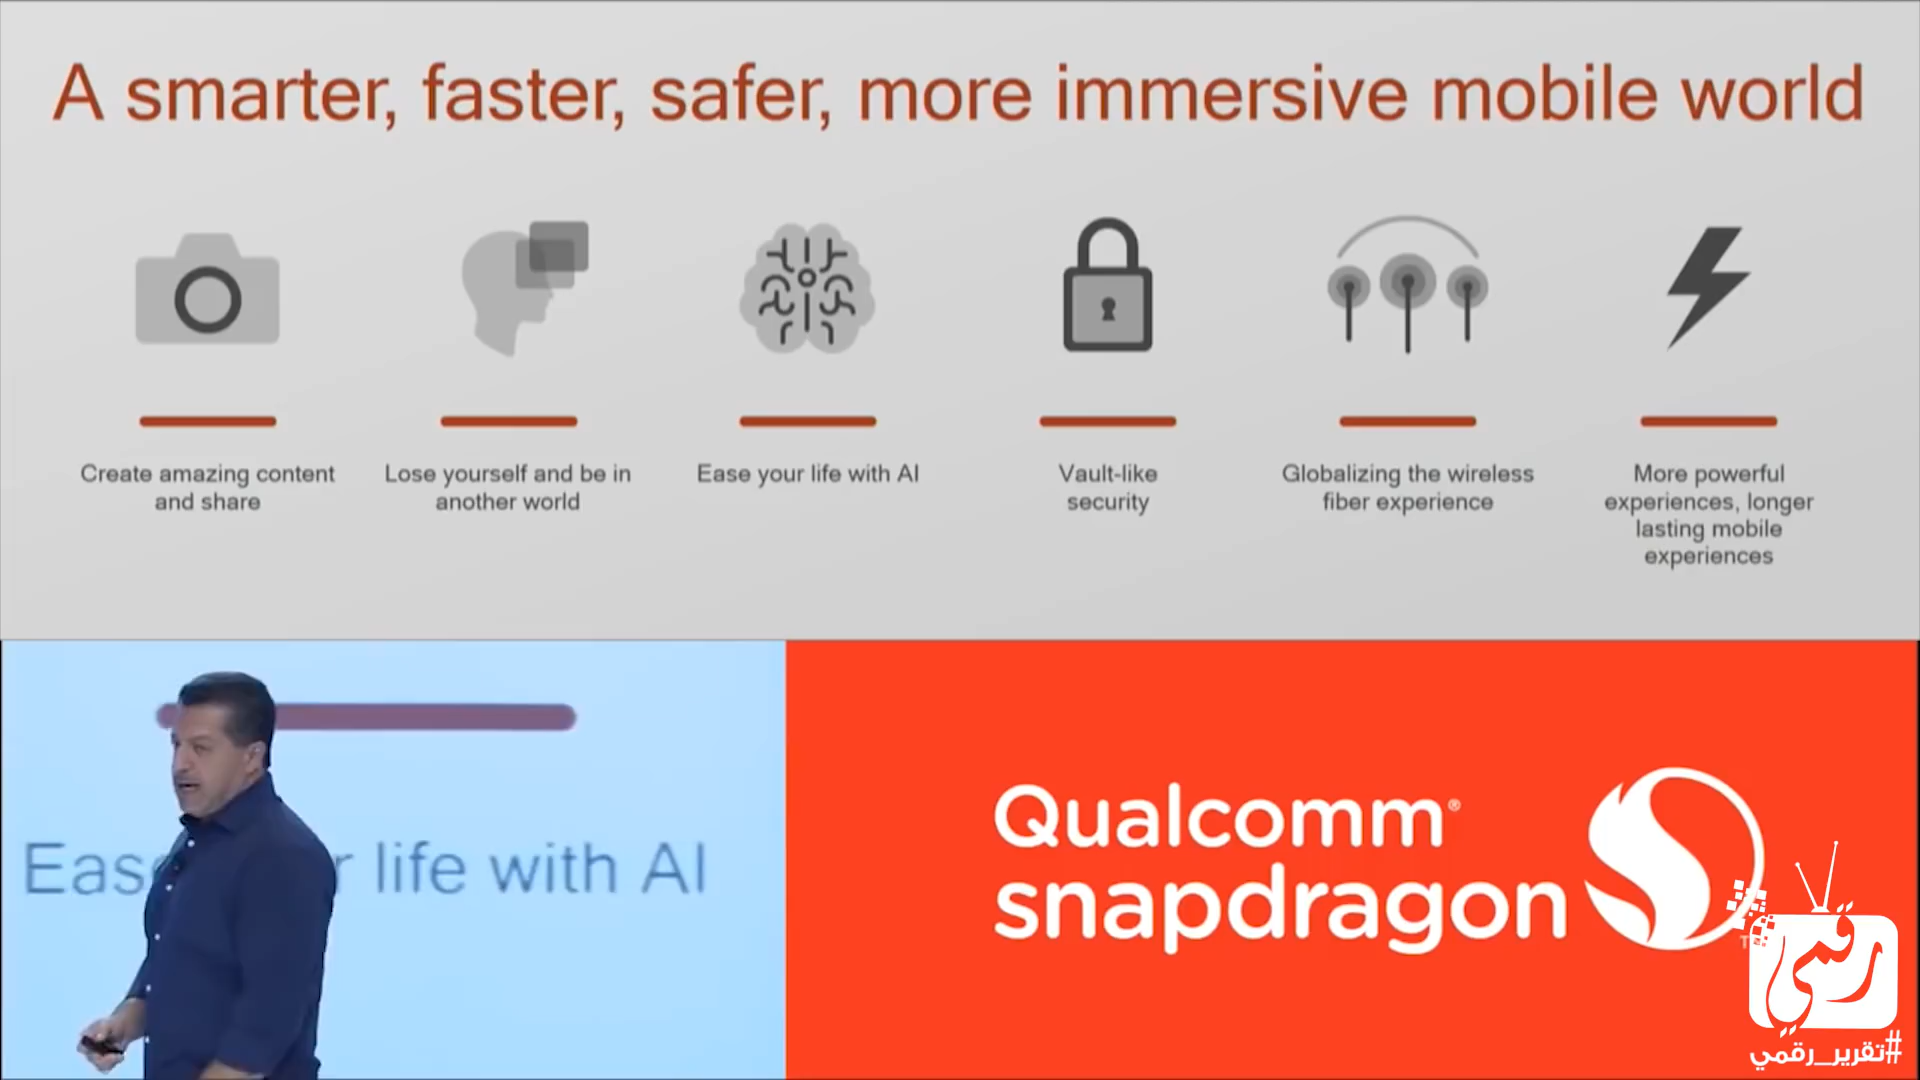 A smarter, faster, safer, more immersive mobile world
Create amazing content
and share
Lose yourself and be in
another world
Ease your life with AI
Vault-like
security
Globalizing the wireless
fiber experience
More powerful
experiences, longer
lasting mobile
experiences
Eas r life with AI
Qualcomm®
snapdragon
رقمي
#تقرير_رقمي